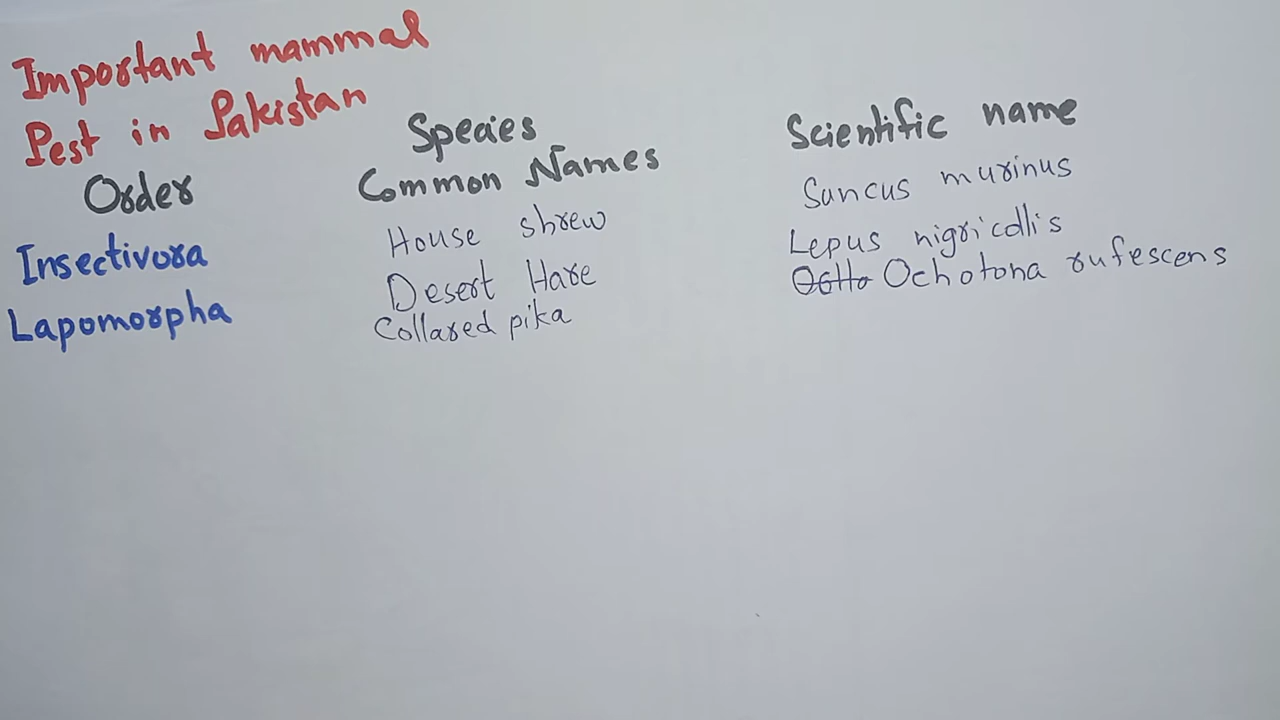 Important mammal
Pest in Pakistan
Order Species Common Names Scientific name
Insectivora House shrew Suncus murinus
Lapomorpha Desert Hare Lepus nigricollis
Collared pika Ochotona rufescens